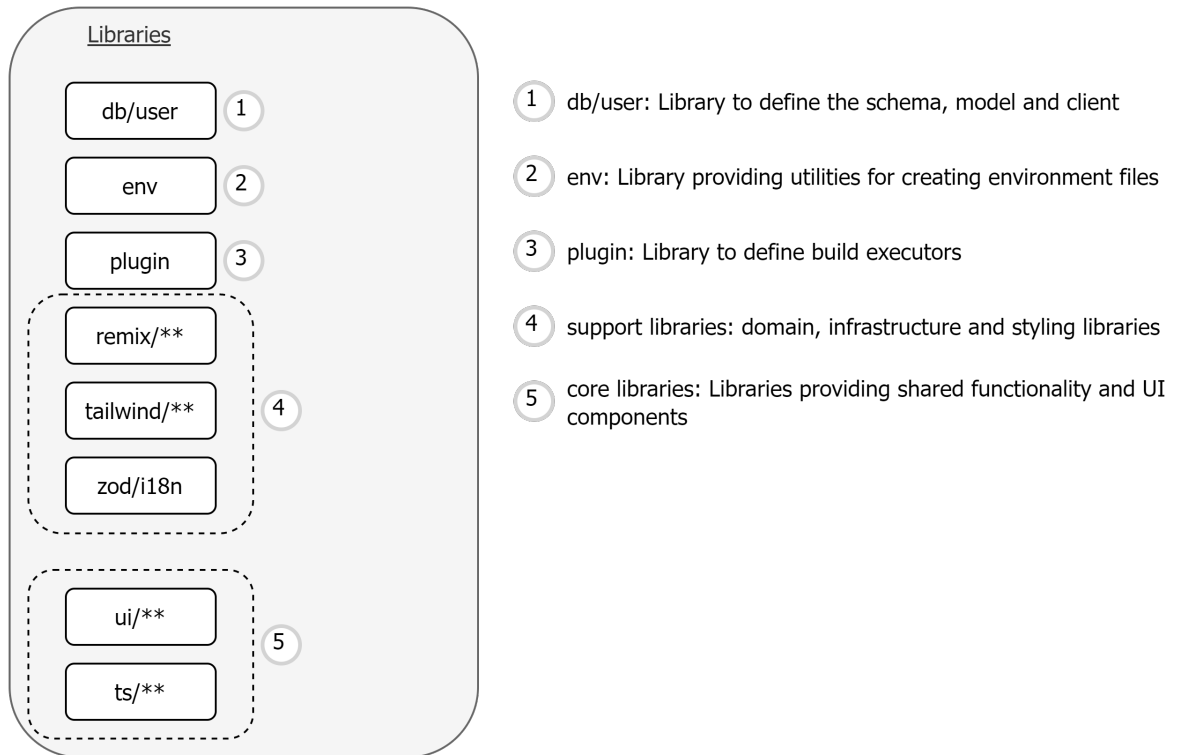 Libraries
db/user
1
env
2
plugin
3
remix/**
tailwind/**
4
zod/i18n
ui/**
5
ts/**
1 db/user: Library to define the schema, model and client
2 env: Library providing utilities for creating environment files
3 plugin: Library to define build executors
4 support libraries: domain, infrastructure and styling libraries
5 core libraries: Libraries providing shared functionality and UI
components